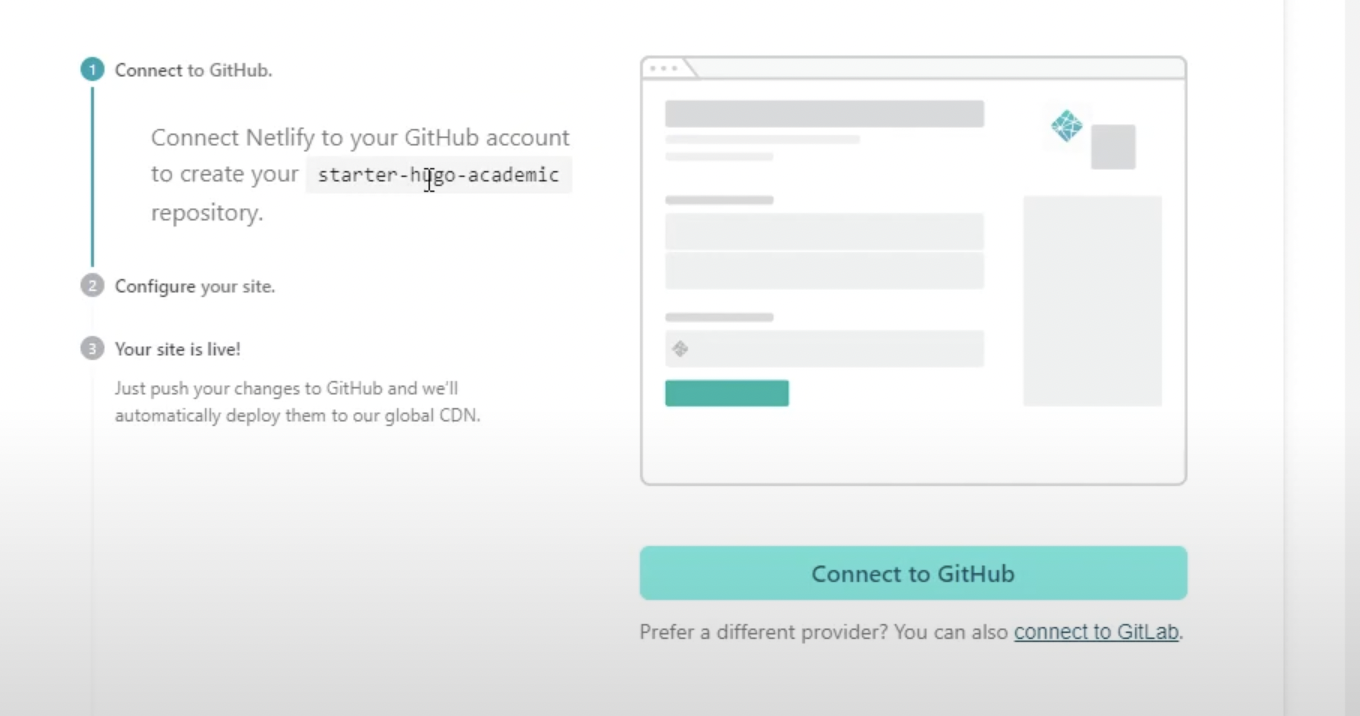 1 Connect to GitHub.
Connect Netlify to your GitHub account
to create your starter-hugo-academic
repository.
2 Configure your site.
3 Your site is live!
Just push your changes to GitHub and we'll
automatically deploy them to our global CDN.
Connect to GitHub
Prefer a different provider? You can also connect to GitLab.